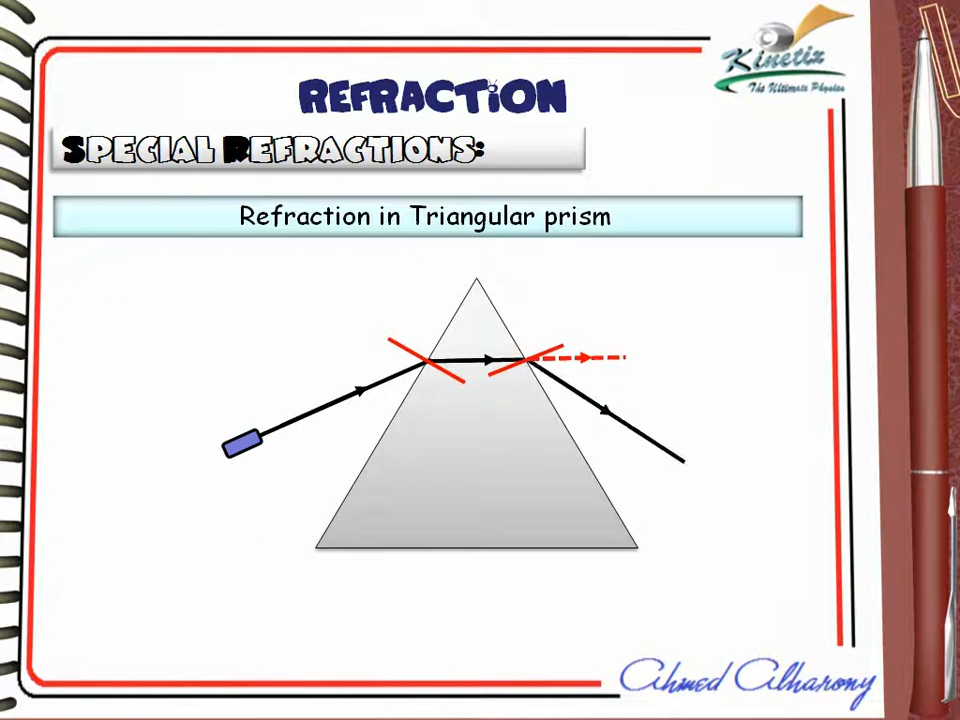 Kinetix
The Ultimate Physics
REFRACTION
SPECIAL REFRACTIONS:
Refraction in Triangular prism
Ahmed Alharony